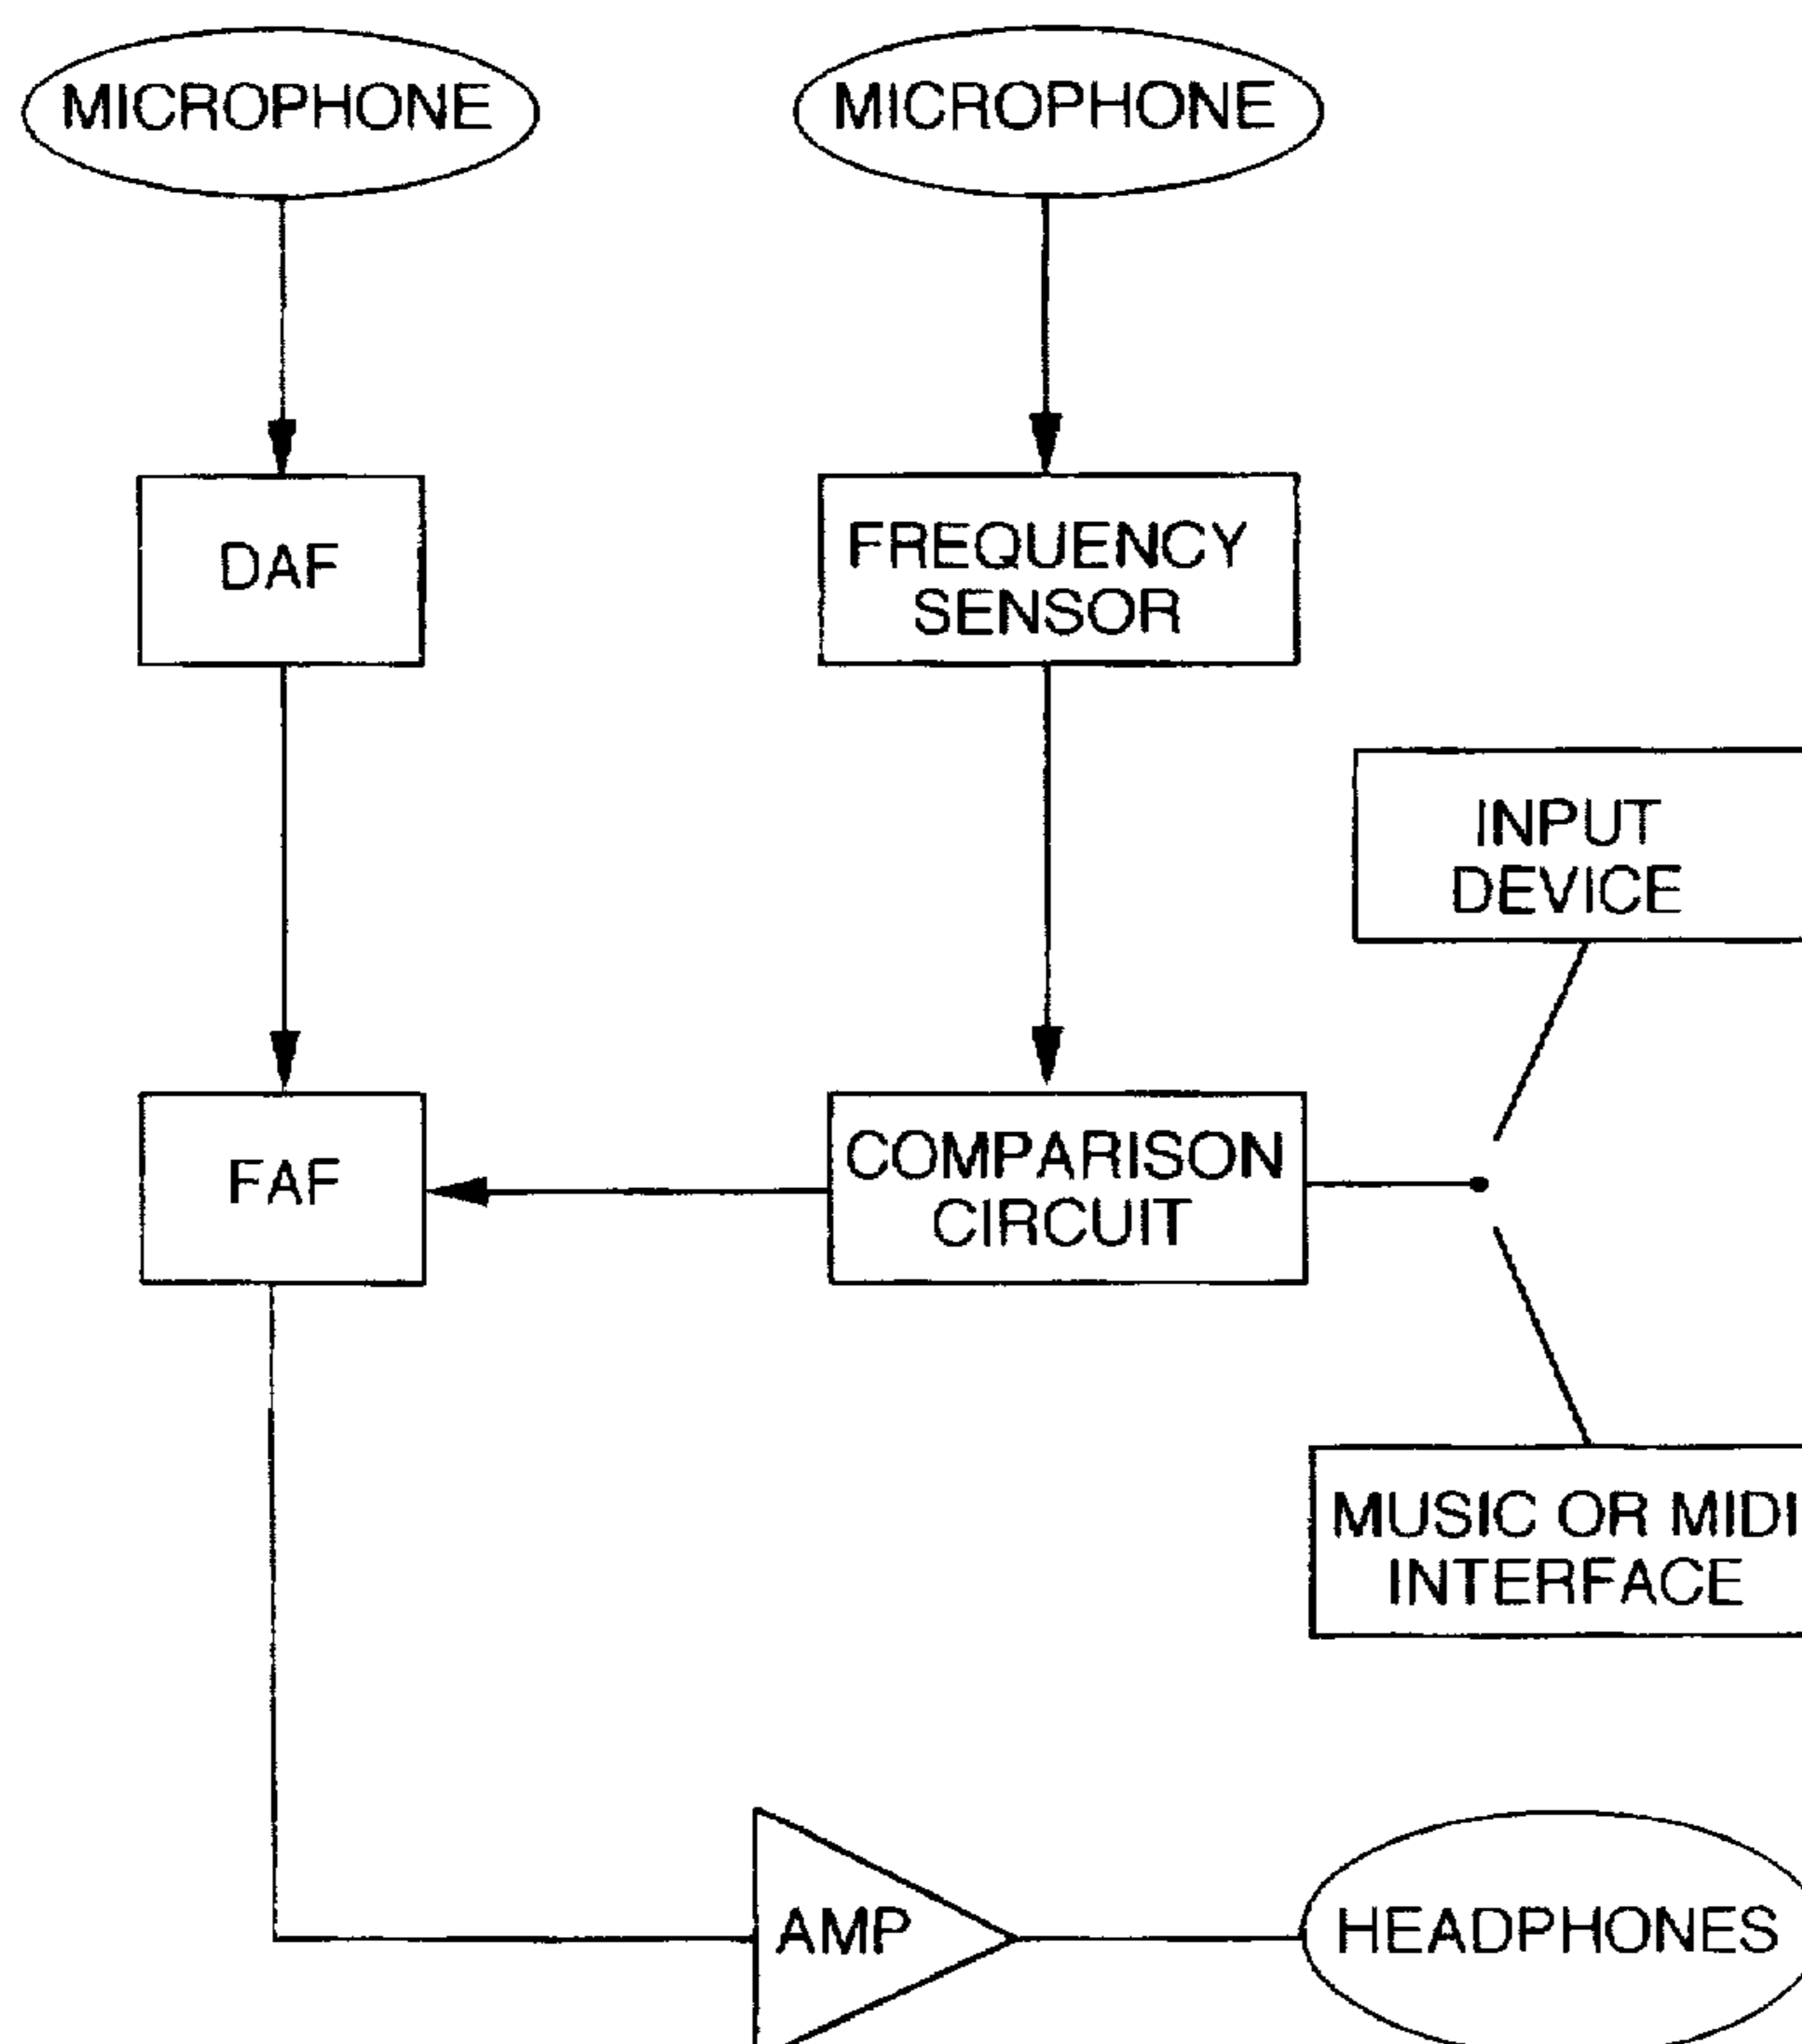 MICROPHONE
MICROPHONE
DAF
FREQUENCY
SENSOR
INPUT
DEVICE
FAF
COMPARISON
CIRCUIT
MUSIC OR MIDI
INTERFACE
AMP
HEADPHONES